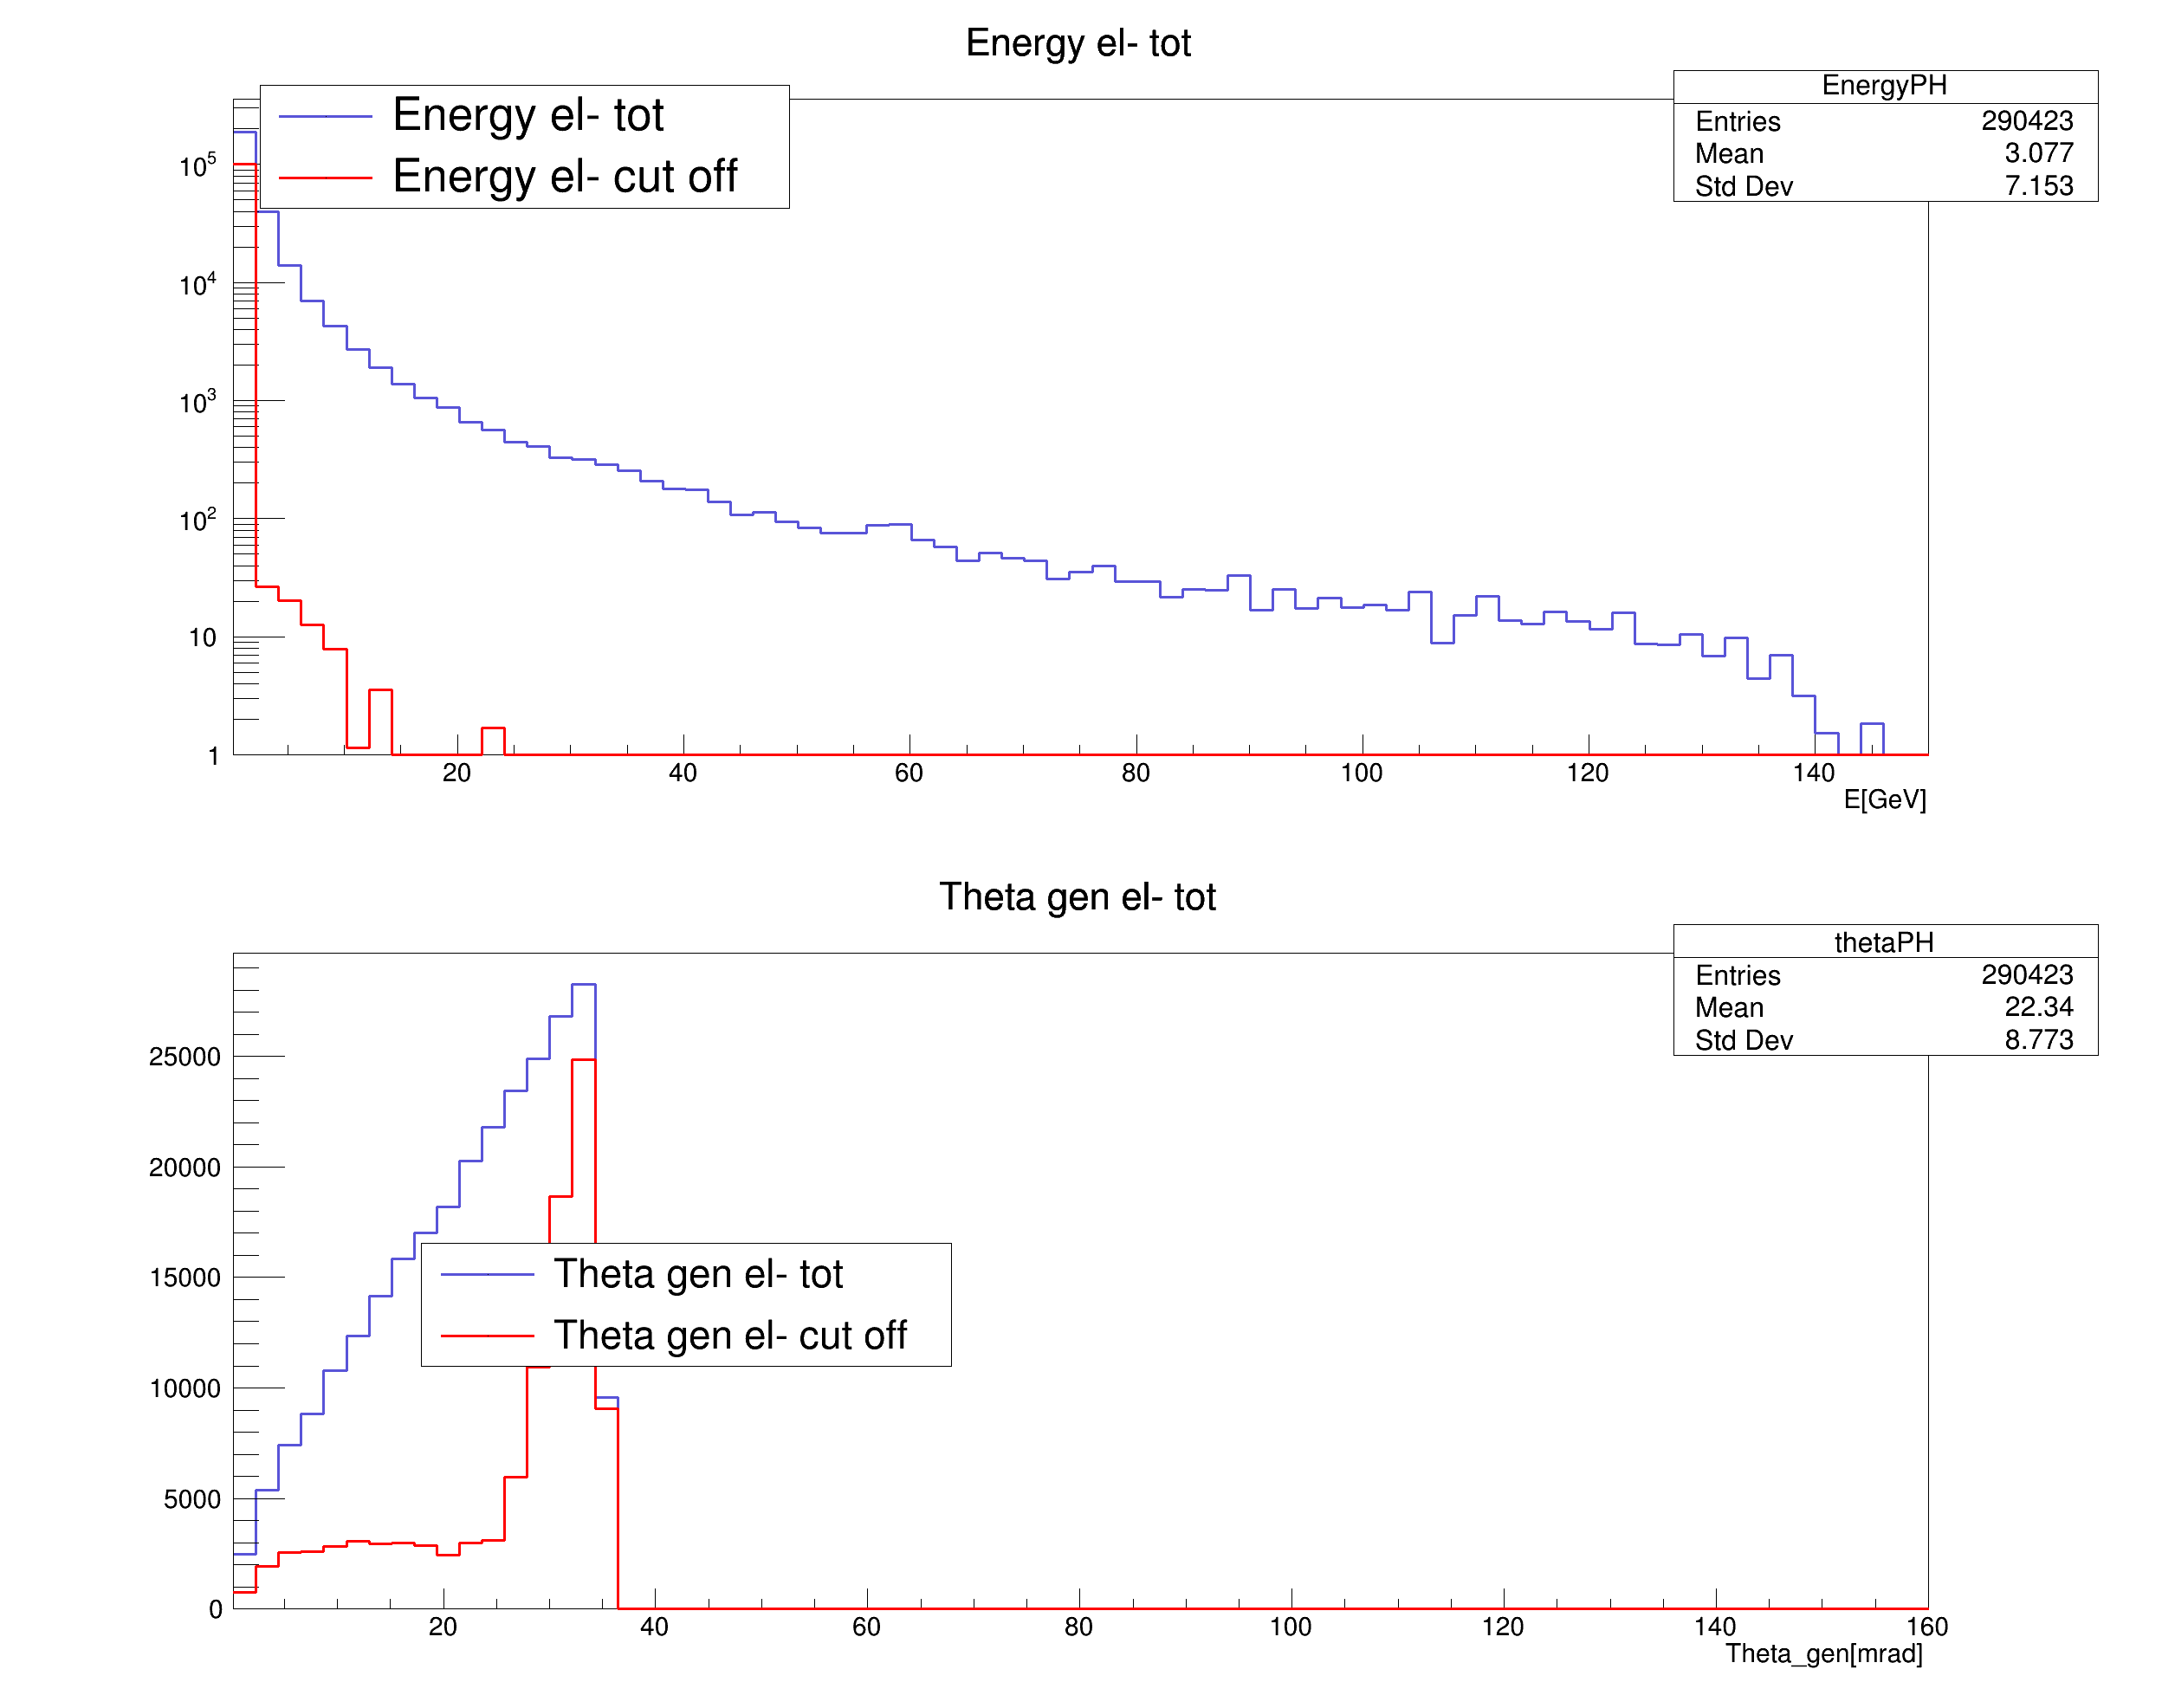 Energy el- tot
Energy el- tot
Energy el- cut off
EnergyPH
Entries 290423
Mean 3.077
Std Dev 7.153
10^5
10^4
10^3
10^2
10
1
20 40 60 80 100 120 140
E[GeV]
Theta gen el- tot
thetaPH
Entries 290423
Mean 22.34
Std Dev 8.773
25000
20000
15000
10000
5000
0
Theta gen el- tot
Theta gen el- cut off
20 40 60 80 100 120 140 160
Theta_gen[mrad]